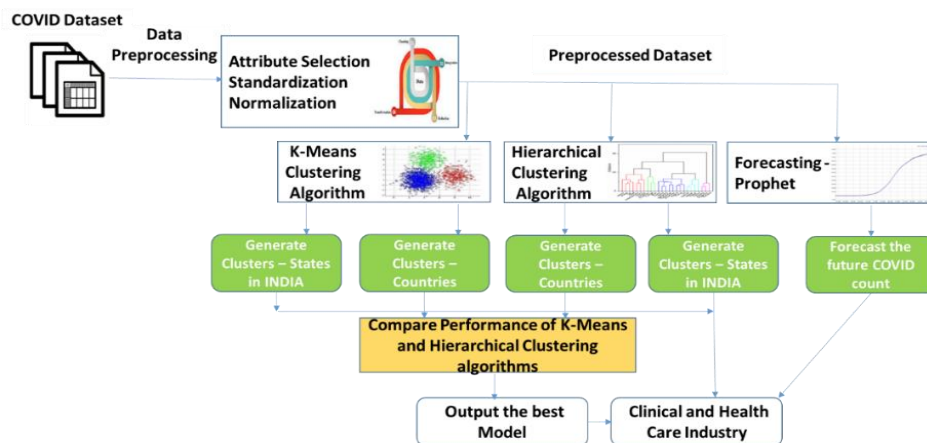 COVID Dataset
Data
Preprocessing
Attribute Selection
Standardization
Normalization
Preprocessed Dataset
K-Means
Clustering
Algorithm
Hierarchical
Clustering
Algorithm
Forecasting -
Prophet
Generate
Clusters – States
in INDIA
Generate
Clusters –
Countries
Generate
Clusters –
Countries
Generate
Clusters – States
in INDIA
Forecast the
future COVID
count
Compare Performance of K-Means
and Hierarchical Clustering
algorithms
Output the best
Model
Clinical and Health
Care Industry